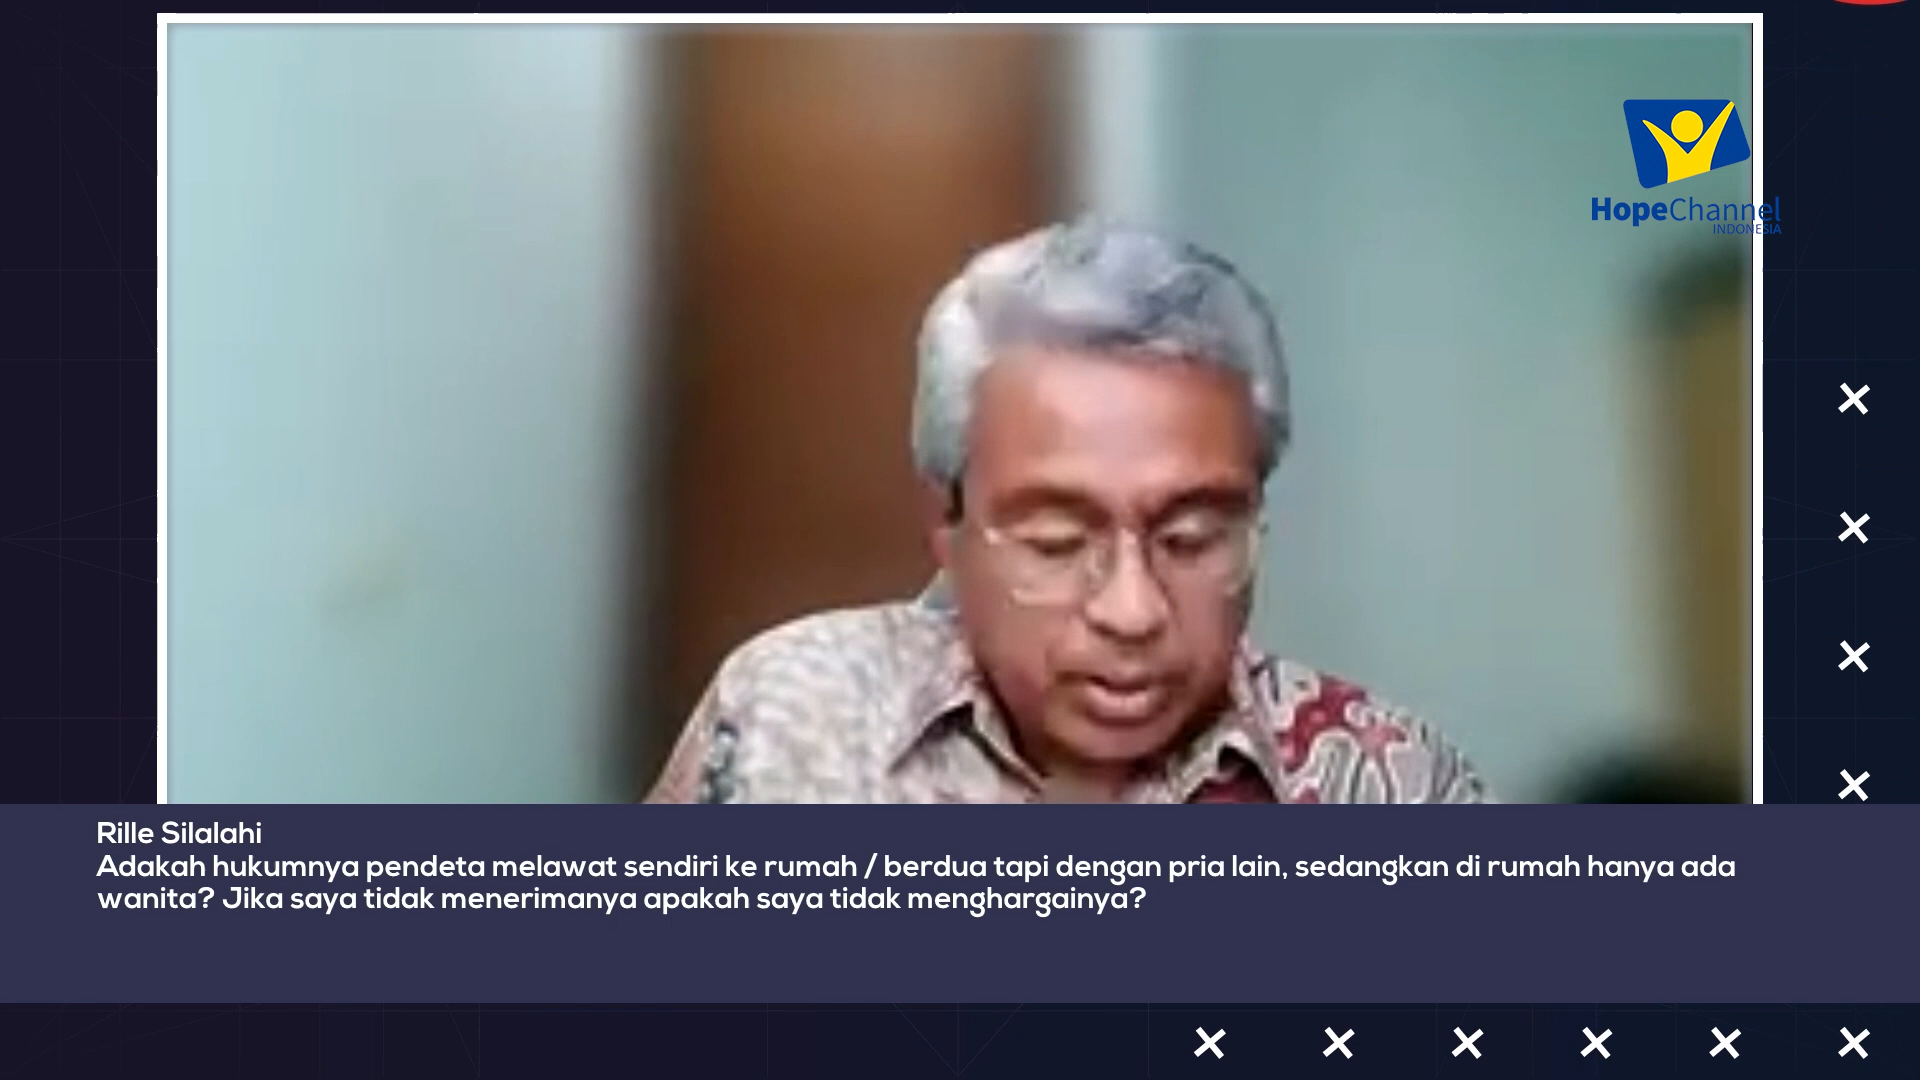 HopeChannel
INDONESIA
Rille Silalahi
Adakah hukumnya pendeta melawat sendiri ke rumah / berdua tapi dengan pria lain, sedangkan di rumah hanya ada
wanita? Jika saya tidak menerimanya apakah saya tidak menghargainya?